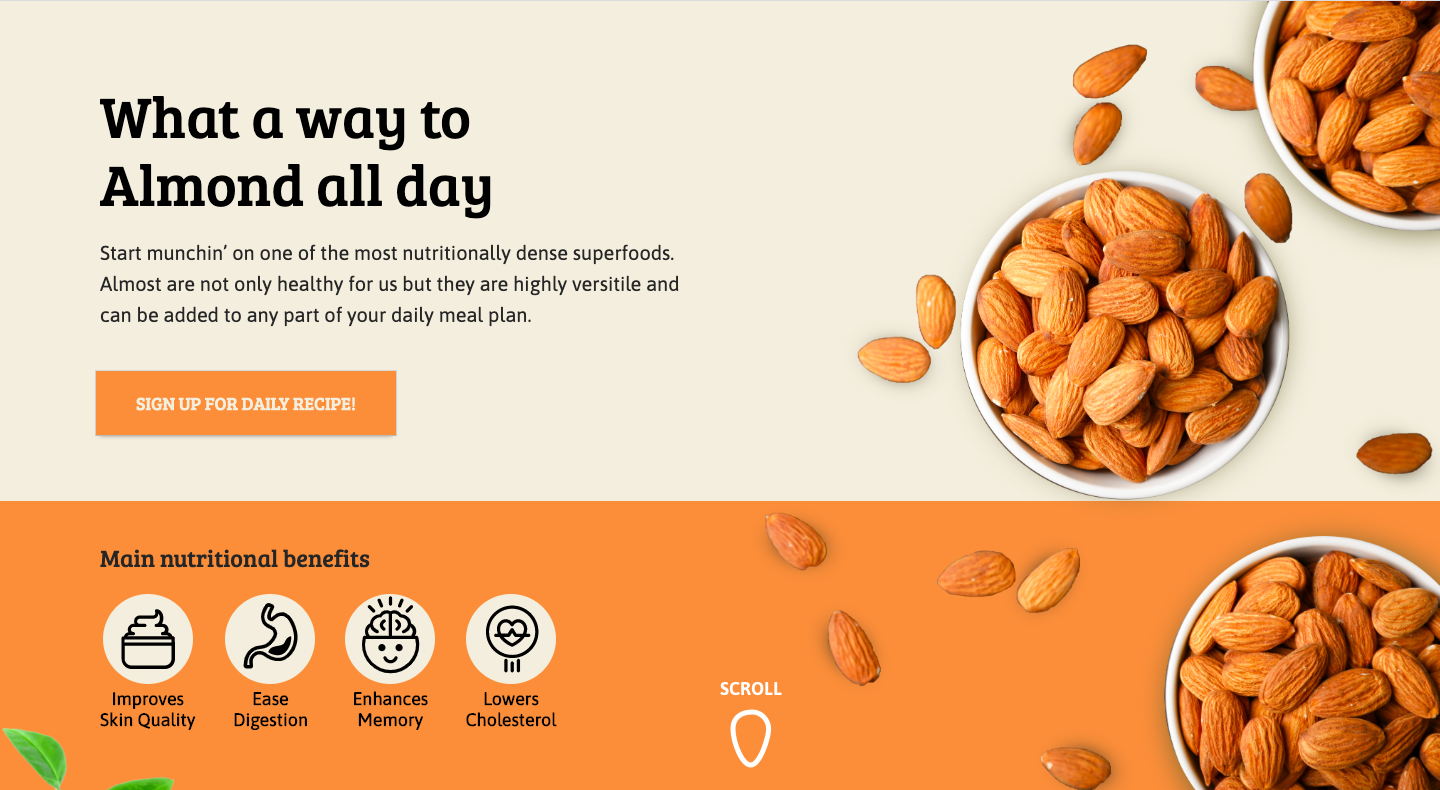 What a way to
Almond all day
Start munchin’ on one of the most nutritionally dense superfoods.
Almost are not only healthy for us but they are highly versitile and
can be added to any part of your daily meal plan.
SIGN UP FOR DAILY RECIPE!
Main nutritional benefits
Improves
Skin Quality
Ease
Digestion
Enhances
Memory
Lowers
Cholesterol
SCROLL